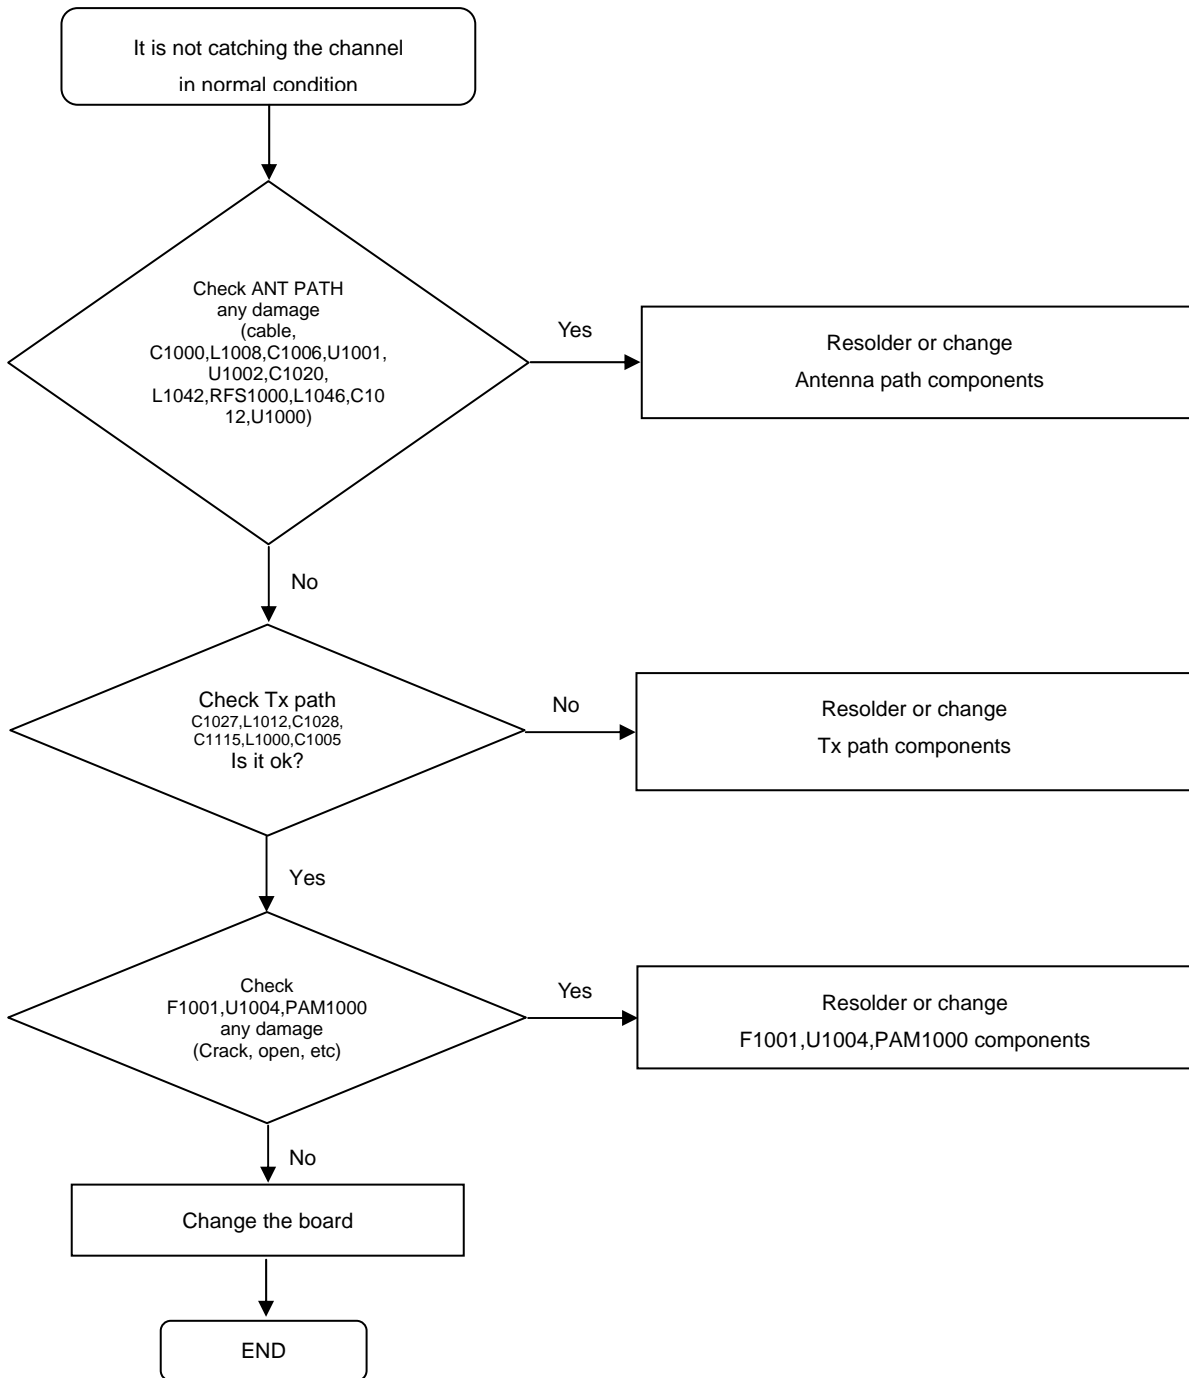 It is not catching the channel
in normal condition
Check ANT PATH
any damage
(cable,
C1000,L1008,C1006,U1001,
U1002,C1020,
L1042,RFS1000,L1046,C10
12,U1000)
Yes
Resolder or change
Antenna path components
No
Check Tx path
C1027,L1012,C1028,
C1115,L1000,C1005
Is it ok?
No
Resolder or change
Tx path components
Yes
Check
F1001,U1004,PAM1000
any damage
(Crack, open, etc)
Yes
Resolder or change
F1001,U1004,PAM1000 components
No
Change the board
END